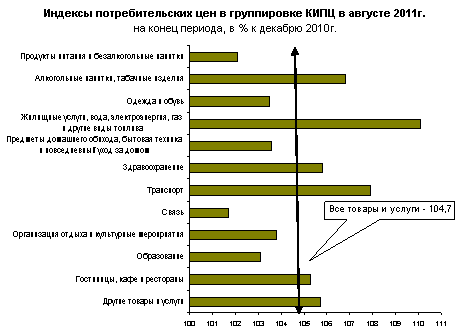 Индексы потребительских цен в группировке КИПЦ в августе 2011г.
на конец периода, в % к декабрю 2010г.
Продукты питания и безалкогольные напитки
Алкогольные напитки, табачные изделия
Одежда и обувь
Жилищные услуги, вода, электроэнергия, газ
и другие виды топлива
Предметы домашнего обихода, бытовая техника
и повседневный уход за домом
Здравоохранение
Транспорт
Связь
Организация отдыха и культурные мероприятия
Образование
Гостиницы, кафе и рестораны
Другие товары и услуги
Все товары и услуги - 104,7
100 101 102 103 104 105 106 107 108 109 110 111